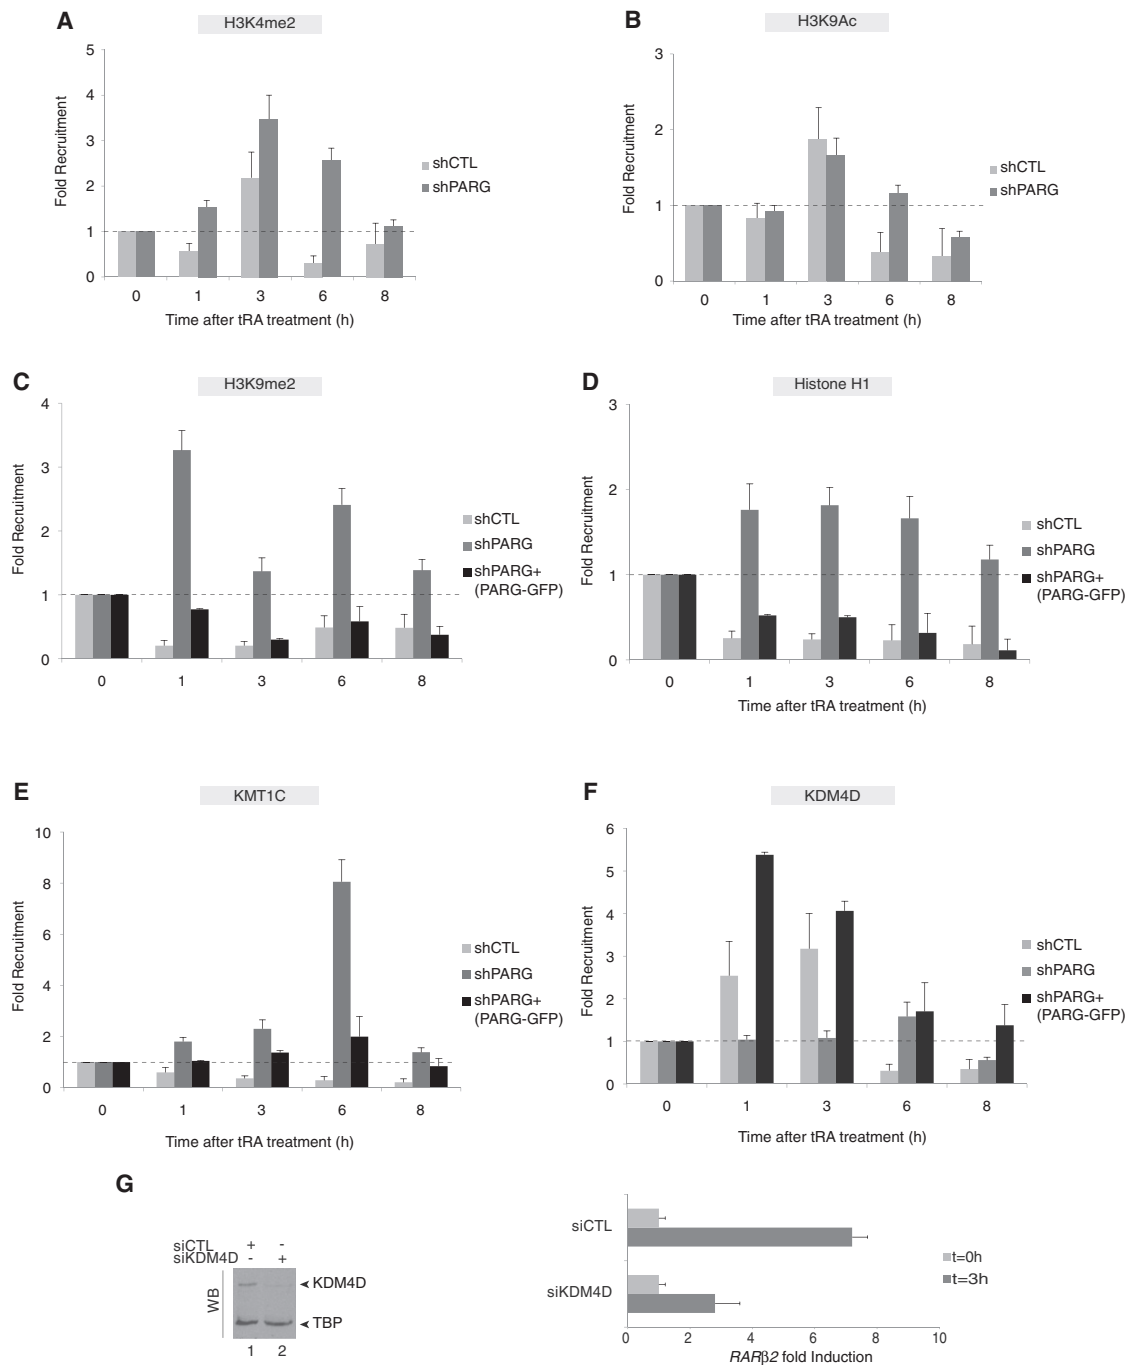 A
H3K4me2
Fold Recruitment
5
4
3
2
1
0
0 1 3 6 8
Time after tRA treatment (h)
shCTL
shPARG
B
H3K9Ac
Fold Recruitment
3
2
1
0
0 1 3 6 8
Time after tRA treatment (h)
shCTL
shPARG
C
H3K9me2
Fold Recruitment
4
3
2
1
0
0 1 3 6 8
shCTL
shPARG
shPARG+
(PARG-GFP)
D
Histone H1
Fold Recruitment
3
2
1
0
0 1 3 6 8
Time after tRA treatment (h)
shCTL
shPARG
shPARG+
(PARG-GFP)
E
KMT1C
Fold Recruitment
10
8
6
4
2
0
0 1 3 6 8
Time after tRA treatment (h)
shCTL
shPARG
shPARG+
(PARG-GFP)
F
KDM4D
Fold Recruitment
6
5
4
3
2
1
0
0 1 3 6 8
Time after tRA treatment (h)
shCTL
shPARG
shPARG+
(PARG-GFP)
G
siCTL + -
siKDM4D - +
WB
KDM4D
TBP
1 2
siCTL
siKDM4D
0 2 4 6 8 10
RARβ2 fold Induction
t=0h
t=3h